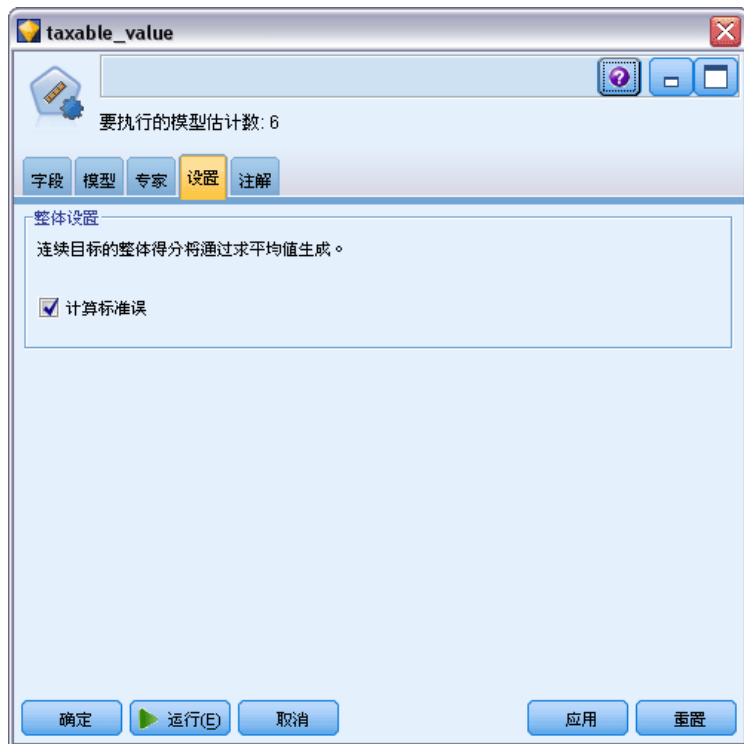 taxable_value
要执行的模型估计数: 6
字段 模型 专家 设置 注解
整体设置
连续目标的整体得分将通过求平均值生成。
计算标准误
确定 运行(E) 取消 应用 重置